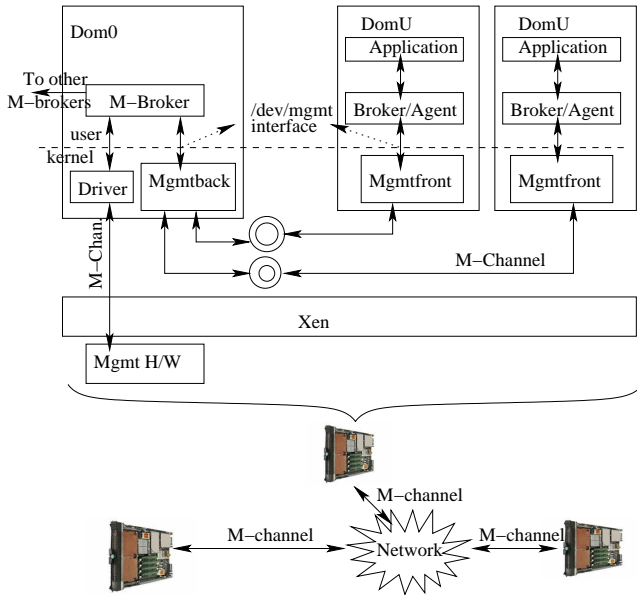 Dom0
DomU
DomU
Application
Application
To other
M−brokers
M−Broker
Broker/Agent
Broker/Agent
/dev/mgmt
interface
user
kernel
Driver
Mgmtback
Mgmtfront
Mgmtfront
M−Chan.
M−Channel
Xen
Mgmt H/W
M−channel
M−channel
Network
M−channel